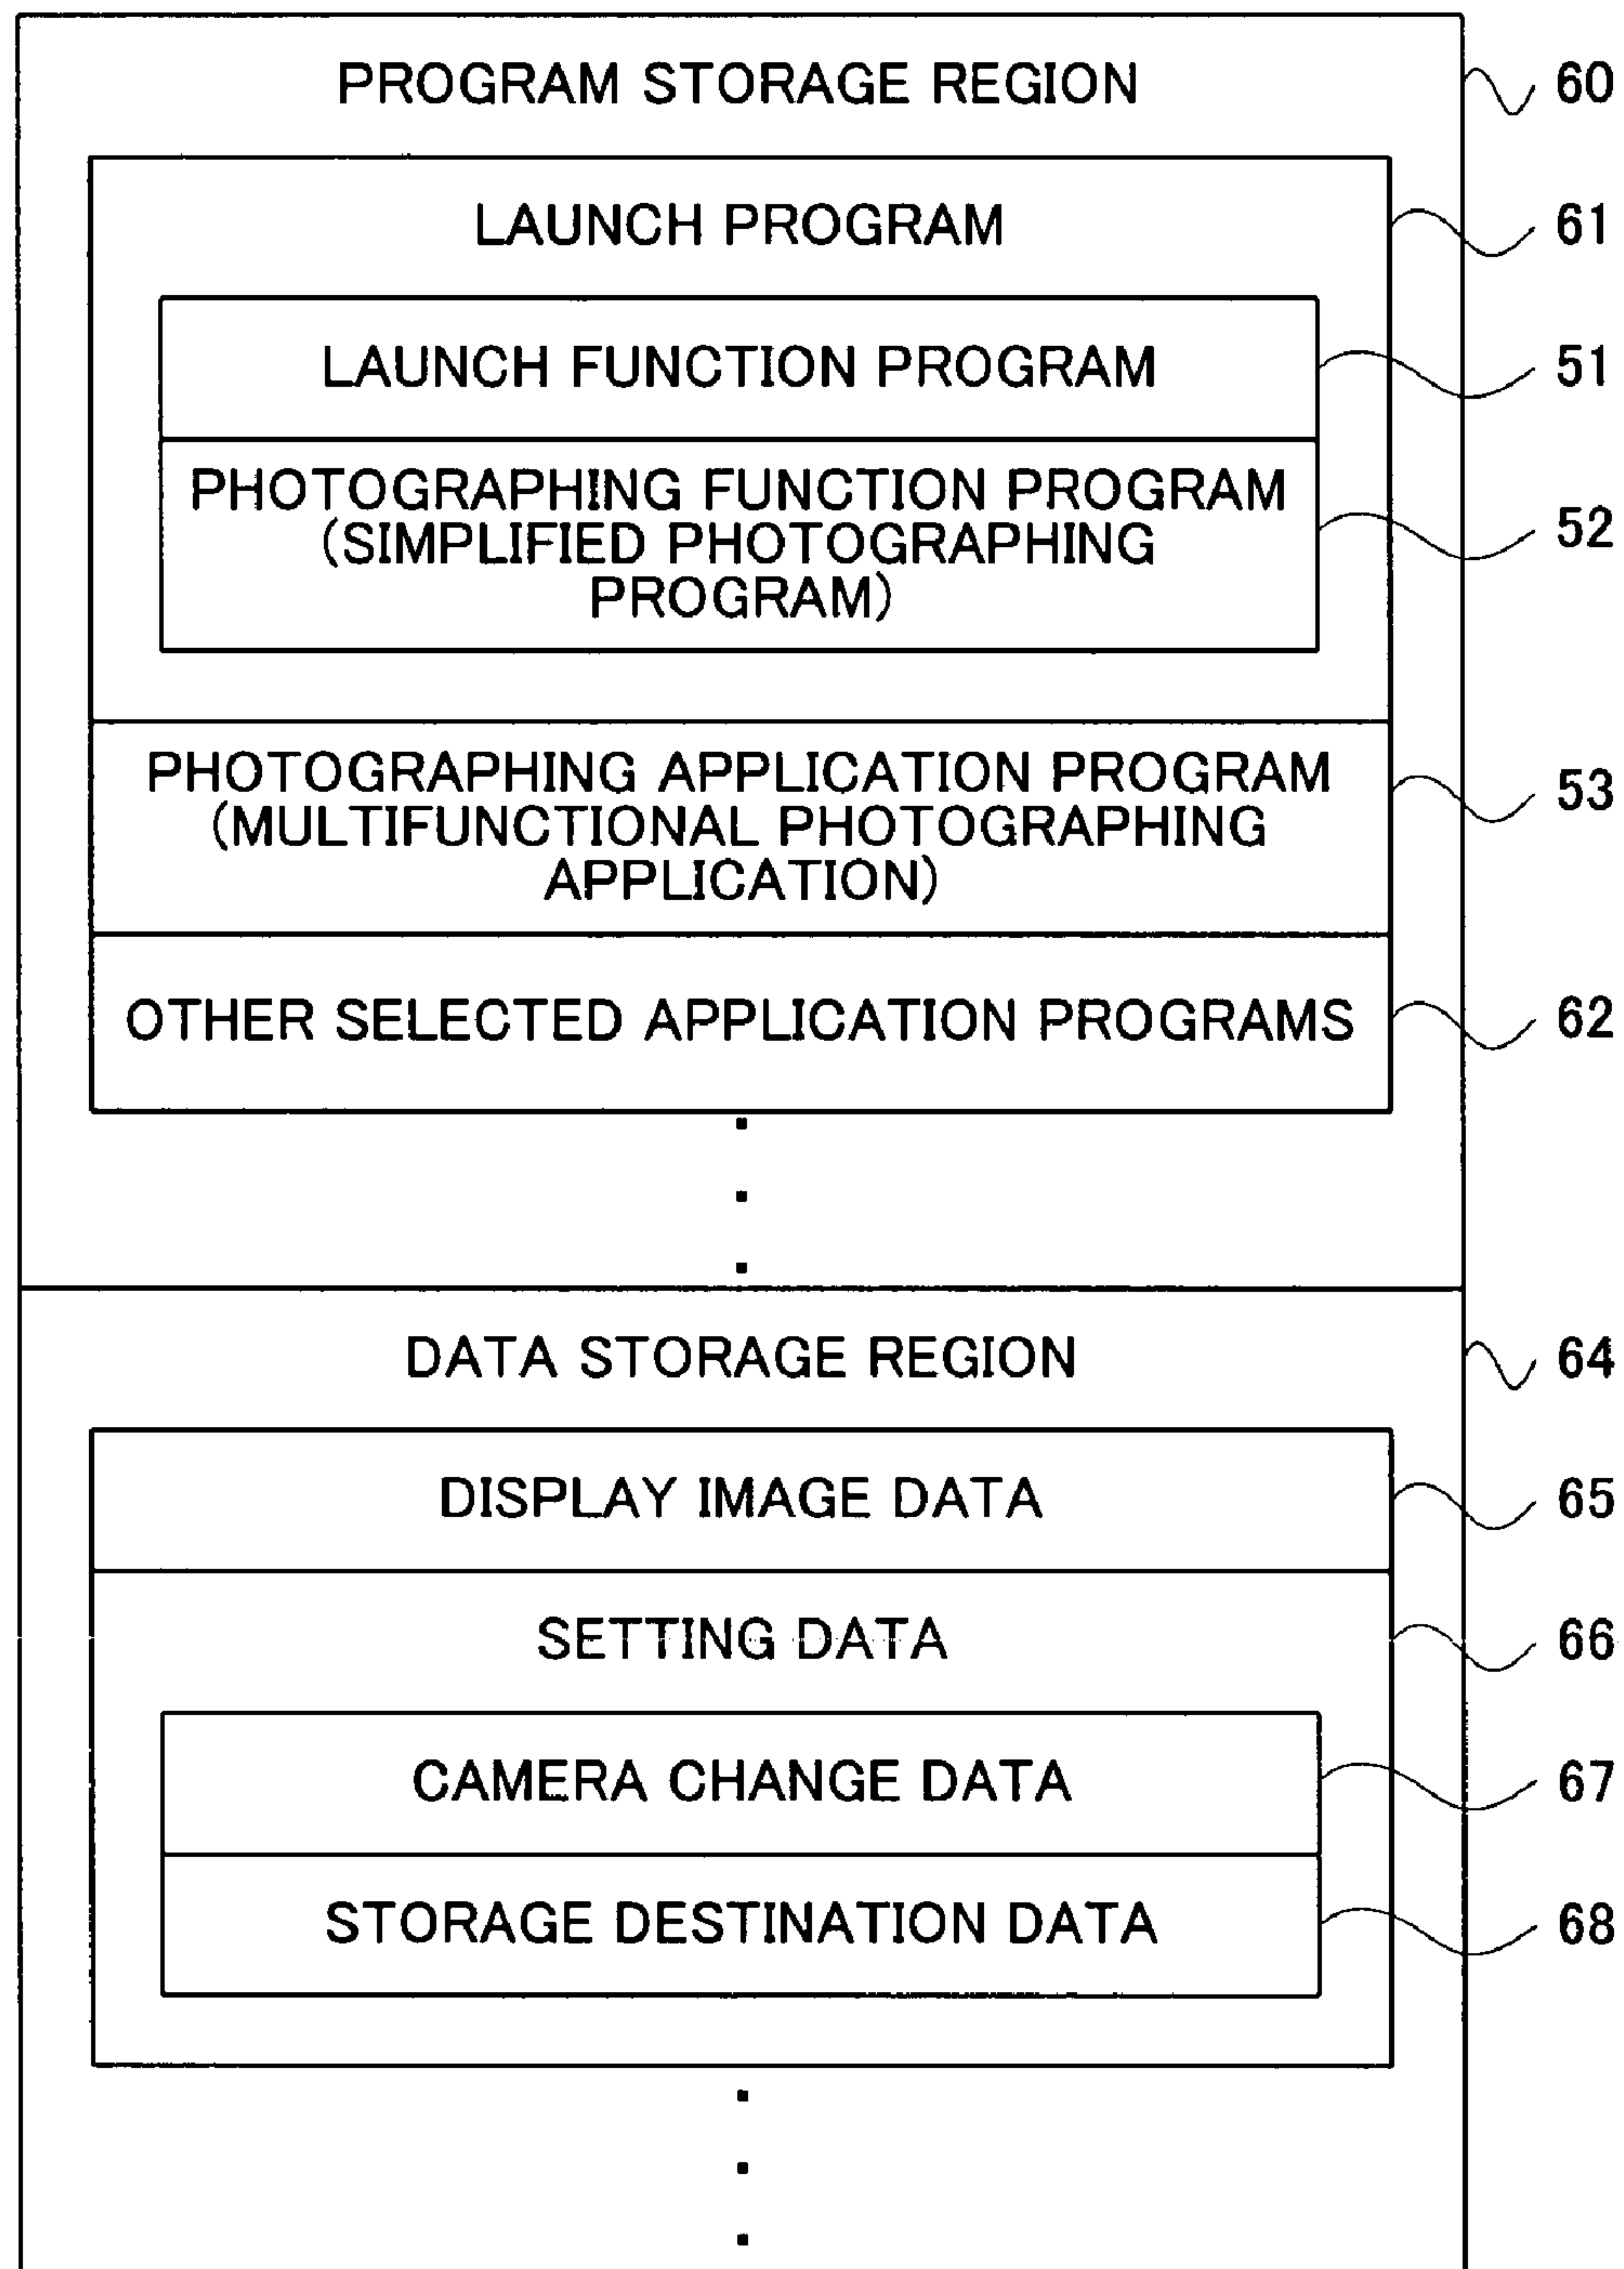 PROGRAM STORAGE REGION 60
LAUNCH PROGRAM 61
LAUNCH FUNCTION PROGRAM 51
PHOTOGRAPHING FUNCTION PROGRAM
(SIMPLIFIED PHOTOGRAPHING 52
PROGRAM)
PHOTOGRAPHING APPLICATION PROGRAM
(MULTIFUNCTIONAL PHOTOGRAPHING 53
APPLICATION)
OTHER SELECTED APPLICATION PROGRAMS 62
DATA STORAGE REGION 64
DISPLAY IMAGE DATA 65
SETTING DATA 66
CAMERA CHANGE DATA 67
STORAGE DESTINATION DATA 68